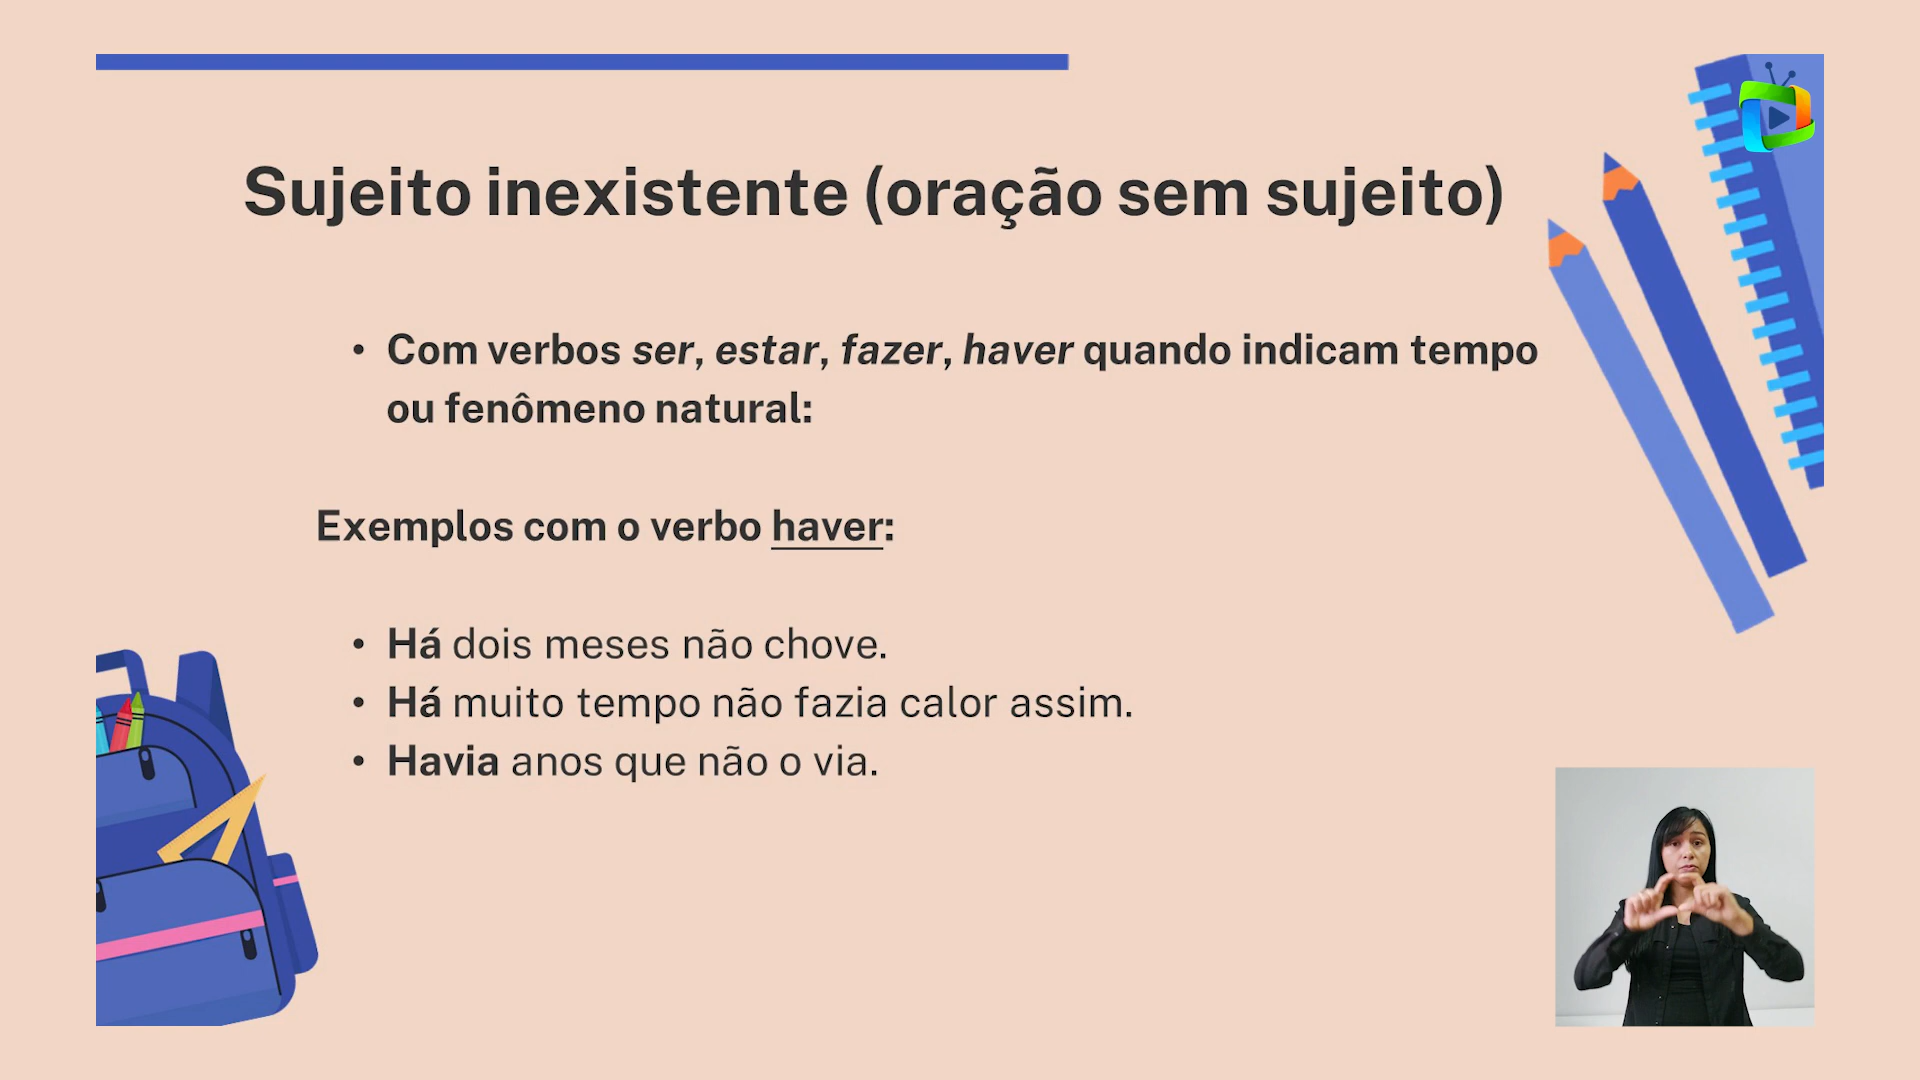 Sujeito inexistente (oração sem sujeito)
• Com verbos ser, estar, fazer, haver quando indicam tempo
ou fenômeno natural:
Exemplos com o verbo haver:
• Há dois meses não chove.
• Há muito tempo não fazia calor assim.
• Havia anos que não o via.